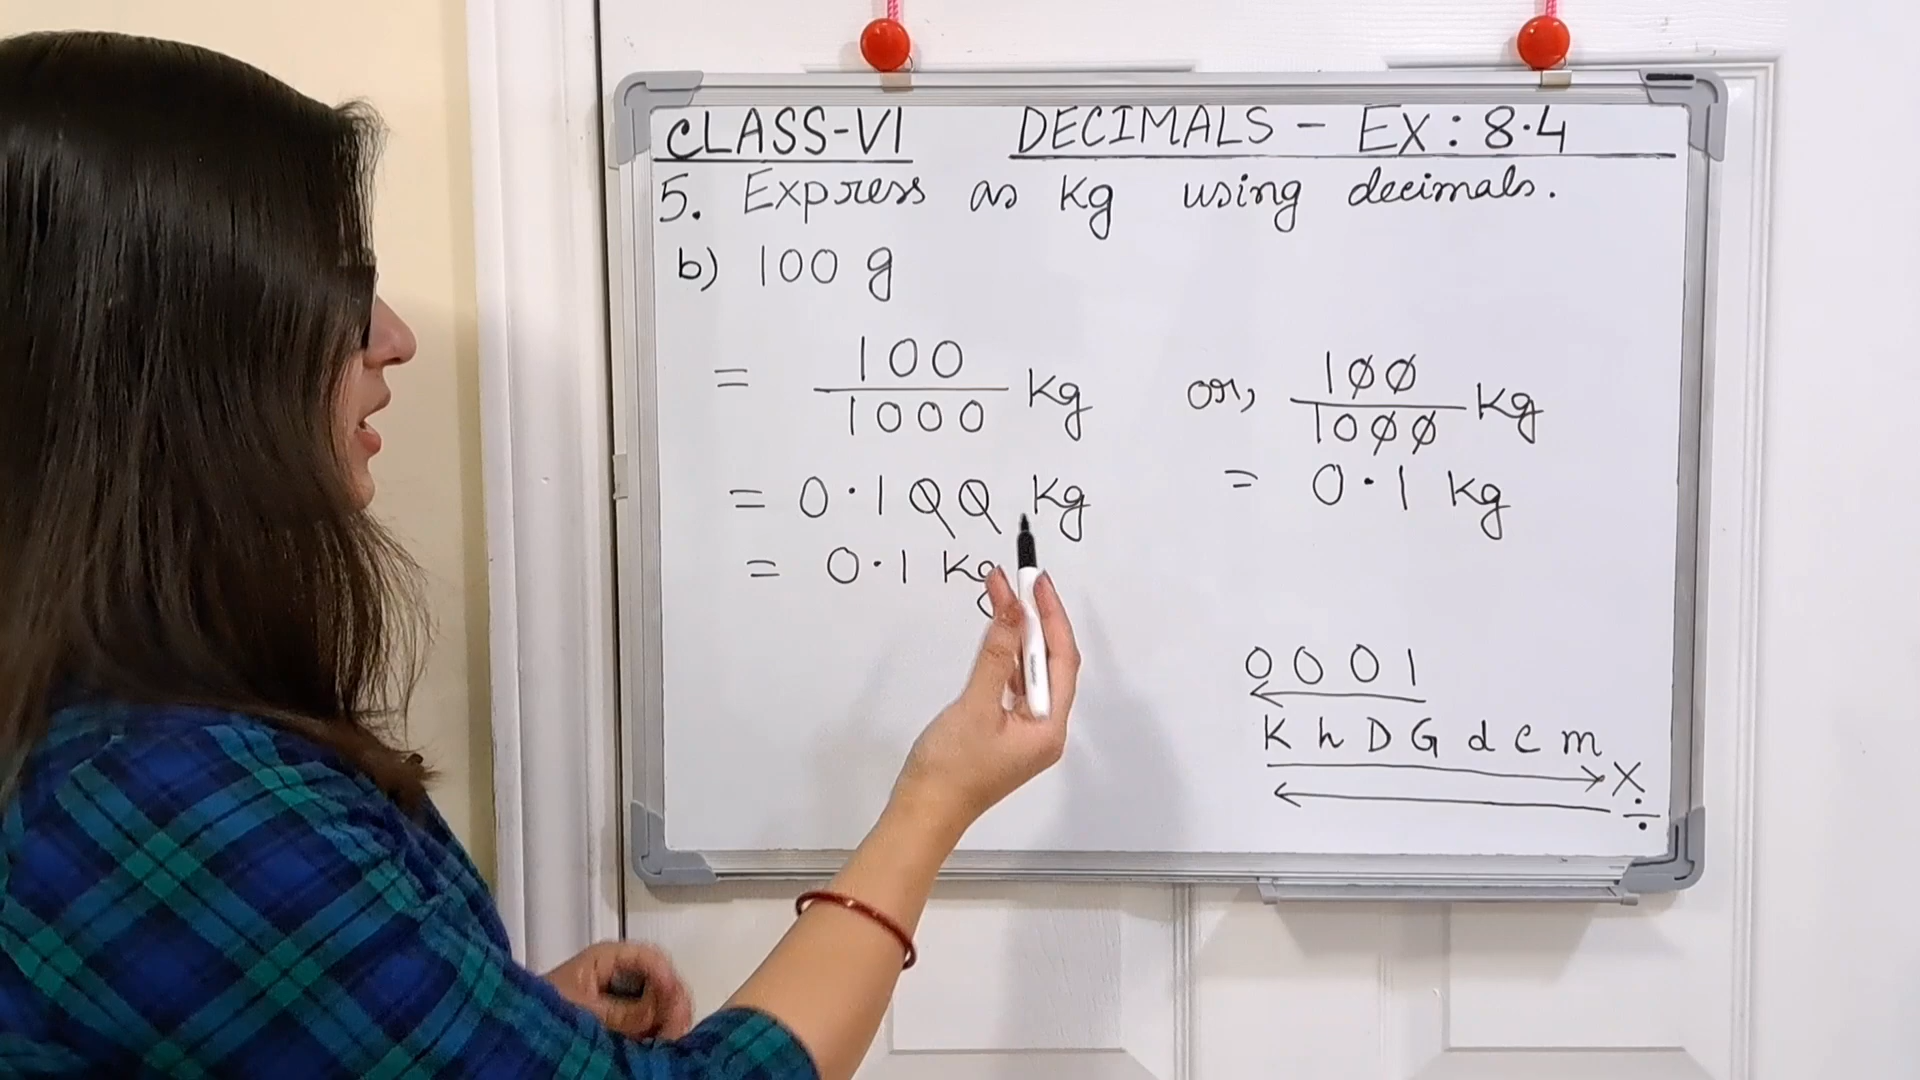 CLASS-VI DECIMALS - EX: 8.4
5. Express as Kg using decimals.
b) 100 g
= 100/1000 Kg
= 0.100 Kg
= 0.1 Kg
or, 100/1000 Kg
= 0.1 Kg
0 0 0 1
K h D G d c m
×
÷